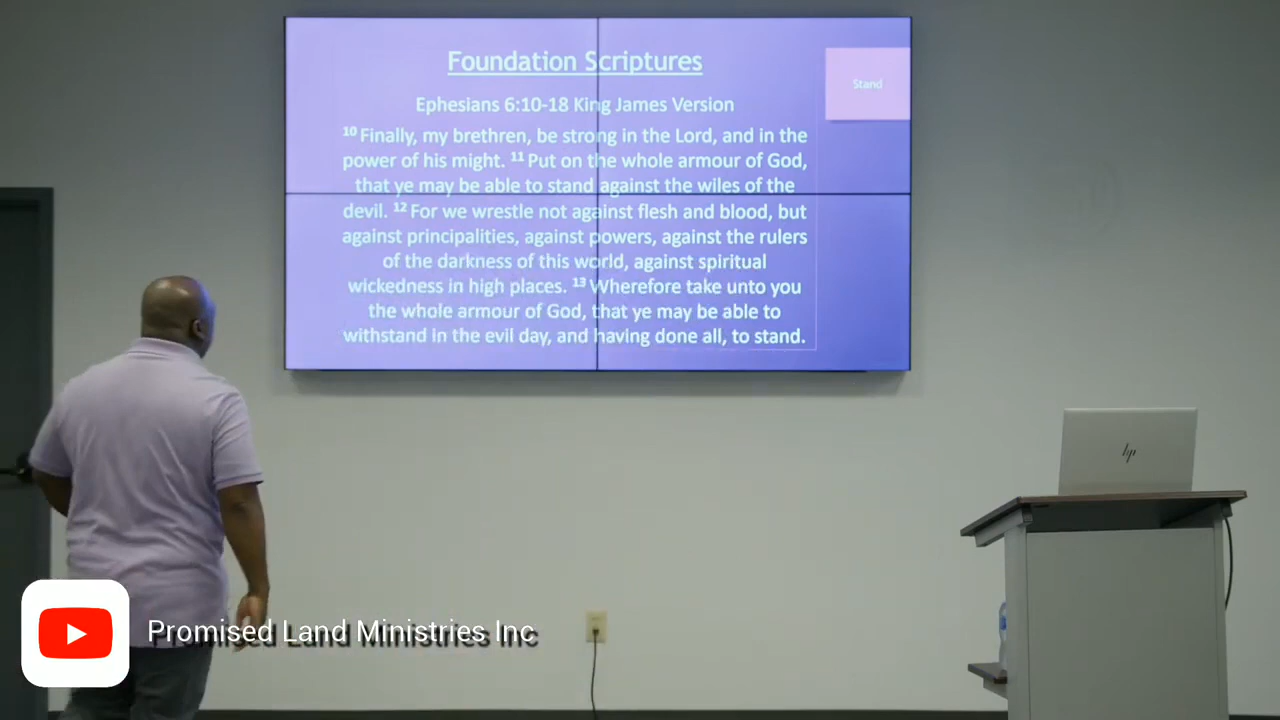 Foundation Scriptures
Stand
Ephesians 6:10-18 King James Version
10 Finally, my brethren, be strong in the Lord, and in the
power of his might. 11 Put on the whole armour of God,
that ye may be able to stand against the wiles of the
devil. 12 For we wrestle not against flesh and blood, but
against principalities, against powers, against the rulers
of the darkness of this world, against spiritual
wickedness in high places. 13 Wherefore take unto you
the whole armour of God, that ye may be able to
withstand in the evil day, and having done all, to stand.
hp
Promised Land Ministries Inc